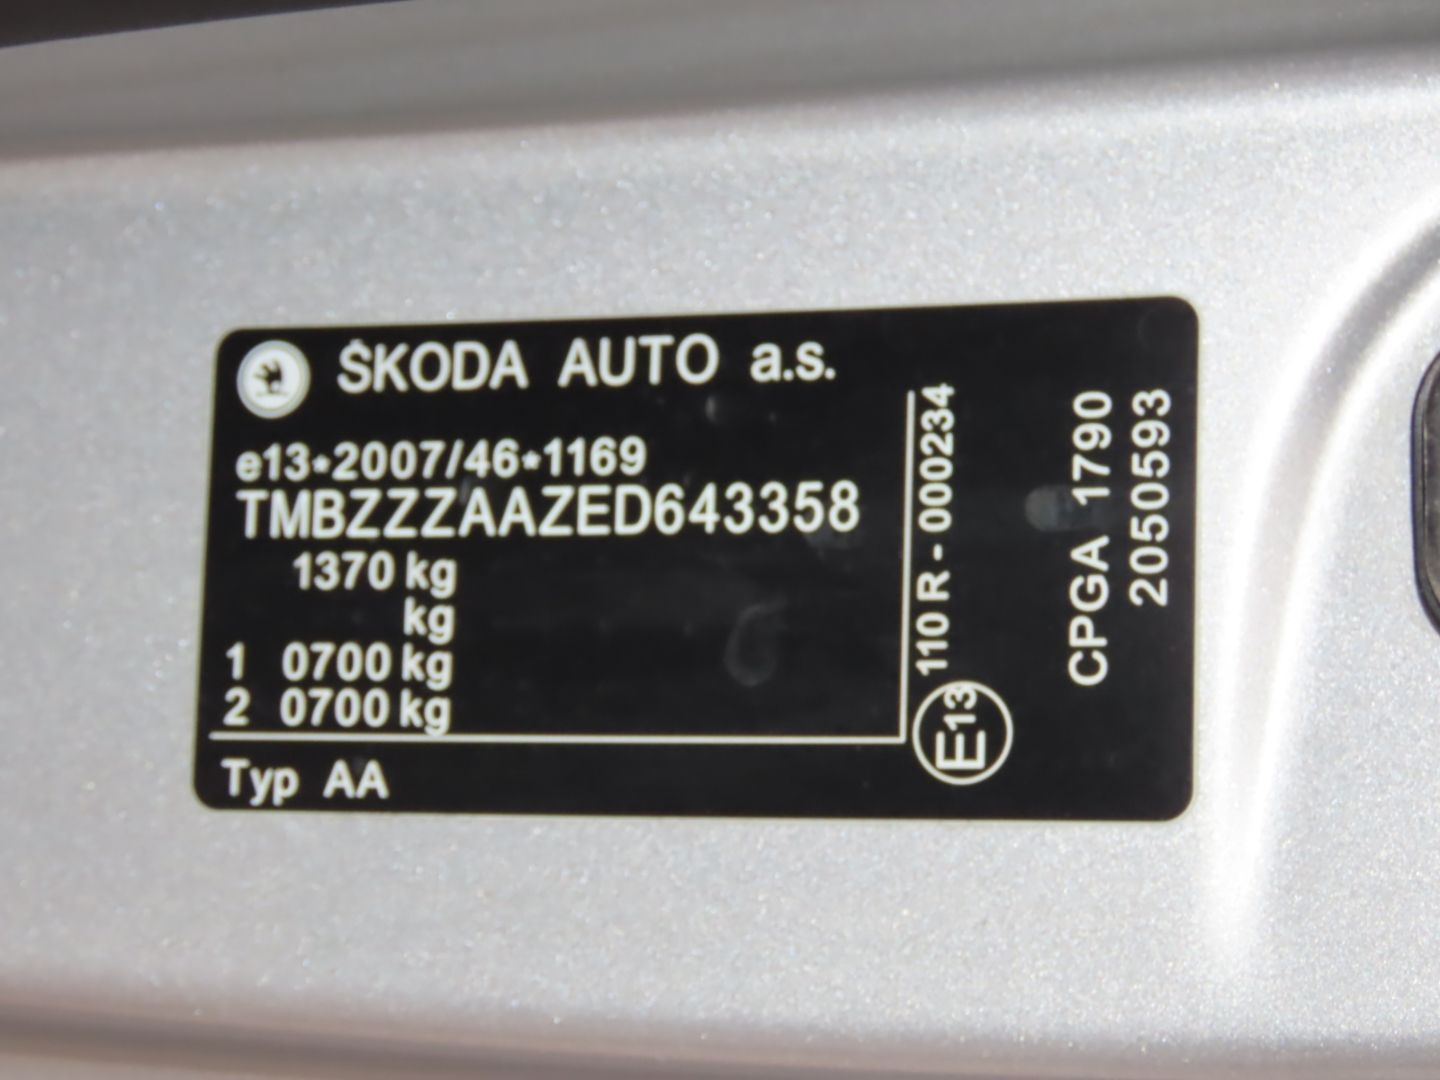 ŠKODA AUTO a.s.
e13*2007/46*1169
TMBZZZAAZED643358
1370 kg
kg
1 0700 kg
2 0700 kg
Typ AA
E13 110 R - 000234
CPGA 1790
2050593